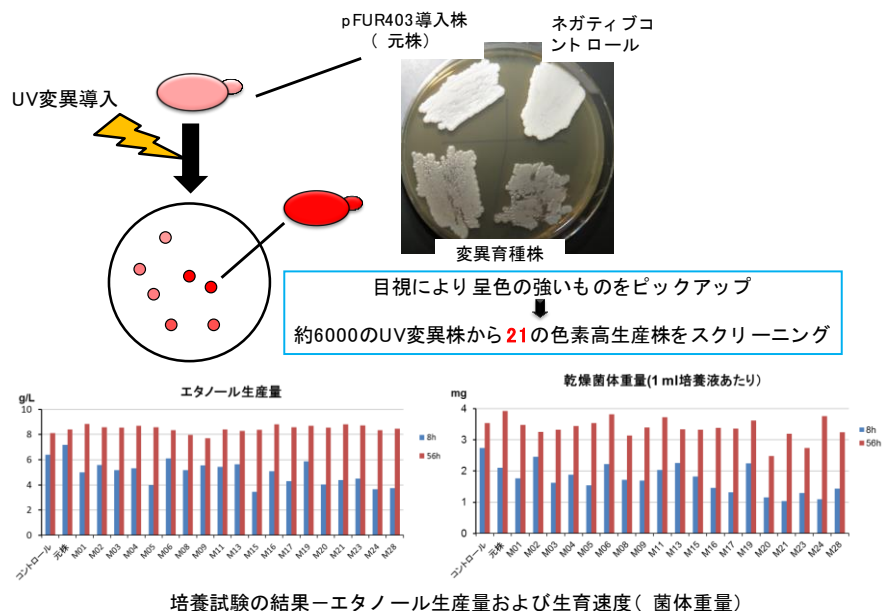 pFUR403導入株
（元株）
ネガティブコ
ントロール
UV変異導入
変異育種株
目視により呈色の強いものをピックアップ
約6000のUV変異株から21の色素高生産株をスクリーニング
エタノール生産量
g/L
10
8
6
4
2
0
8h
56h
コントロール 元株 M01 M02 M03 M04 M05 M06 M08 M09 M11 M13 M15 M16 M17 M19 M20 M21 M23 M24 M28
乾燥菌体重量(1 ml培養液あたり)
mg
4
3
2
1
0
8h
56h
コントロール 元株 M01 M02 M03 M04 M05 M06 M08 M09 M11 M13 M15 M16 M17 M19 M20 M21 M23 M24 M28
培養試験の結果－エタノール生産量および生育速度（菌体重量）